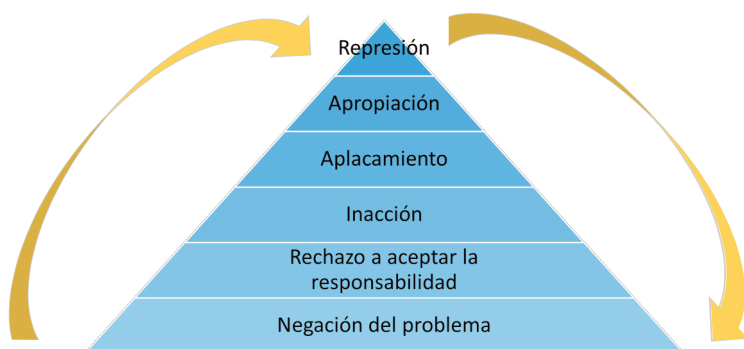 Represión
Apropiación
Aplacamiento
Inacción
Rechazo a aceptar la
responsabilidad
Negación del problema